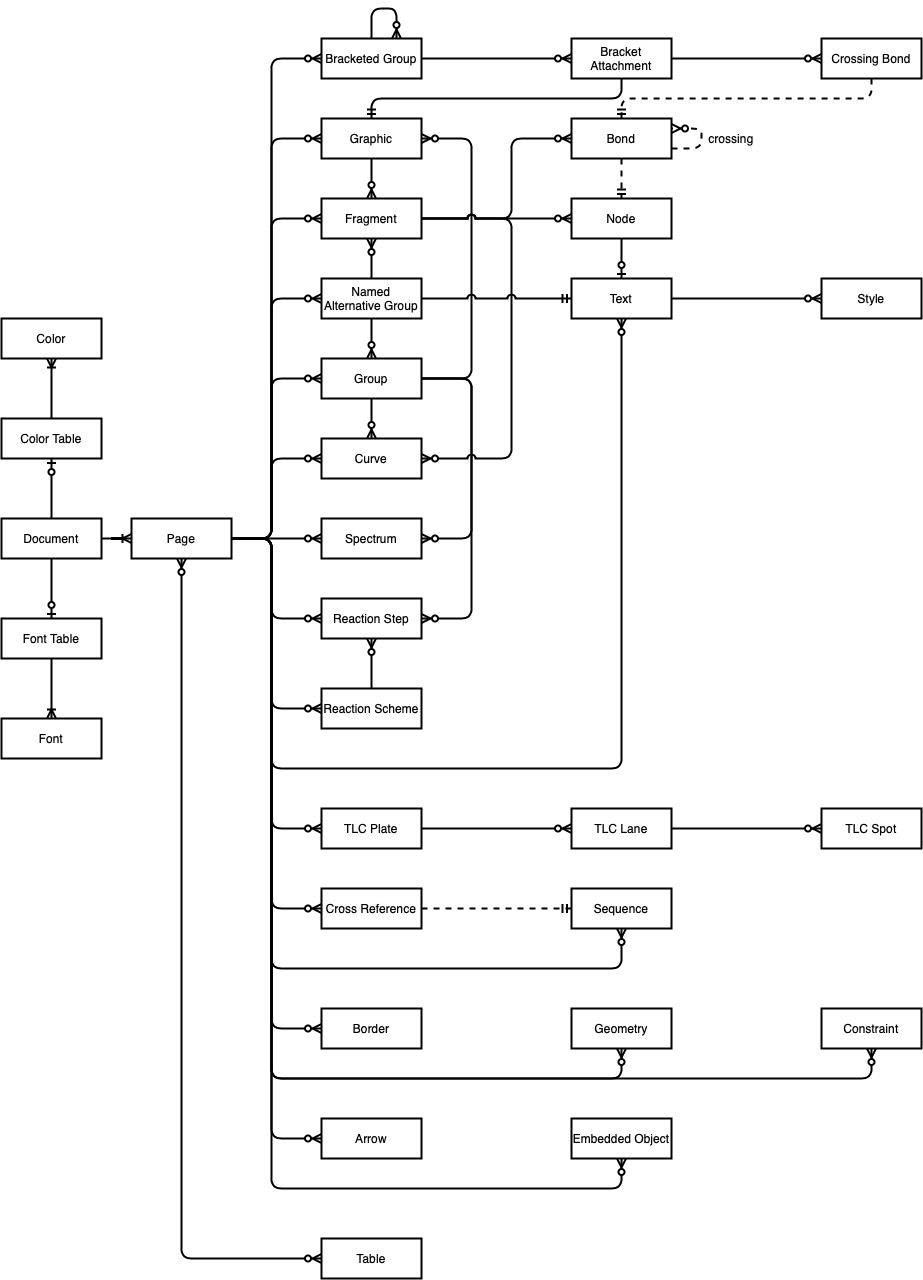 Bracketed Group
Bracket
Attachment
Crossing Bond
Graphic
Bond
crossing
Fragment
Node
Named
Alternative Group
Text
Style
Color
Group
Color Table
Curve
Document
Page
Spectrum
Font Table
Reaction Step
Reaction Scheme
Font
TLC Plate
TLC Lane
TLC Spot
Cross Reference
Sequence
Border
Geometry
Constraint
Arrow
Embedded Object
Table